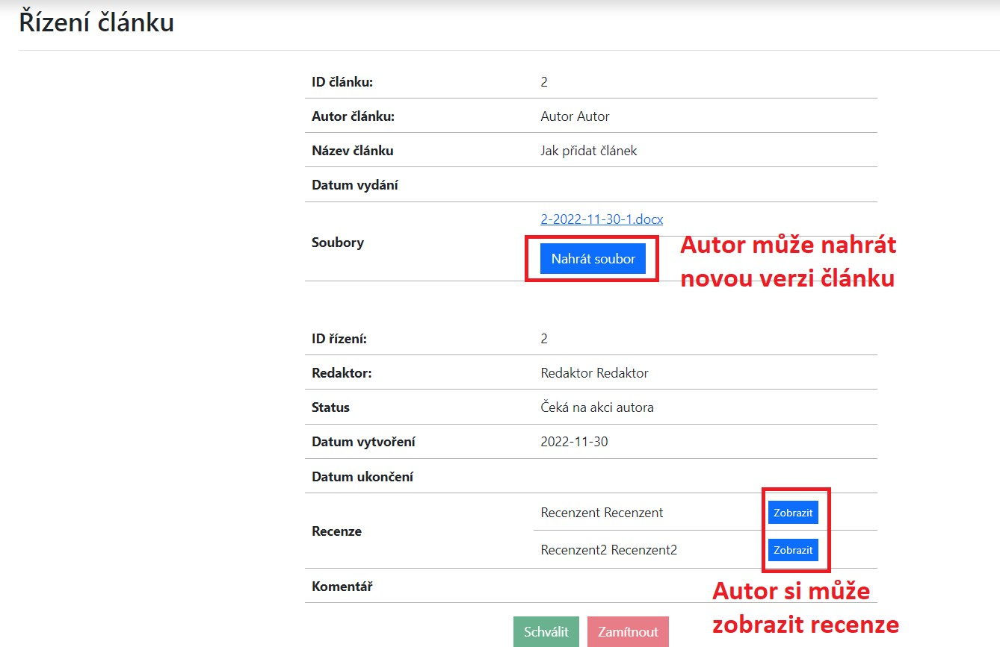 Řízení článku
ID článku: 2
Autor článku: Autor Autor
Název článku Jak přidat článek
Datum vydání
2-2022-11-30-1.docx
Soubory
Nahrát soubor
Autor může nahrát
novou verzi článku
ID řízení: 2
Redaktor: Redaktor Redaktor
Status Čeká na akci autora
Datum vytvoření 2022-11-30
Datum ukončení
Recenze
Recenzent Recenzent Zobrazit
Recenzent2 Recenzent2 Zobrazit
Komentář
Autor si může
zobrazit recenze
Schválit Zamítnout